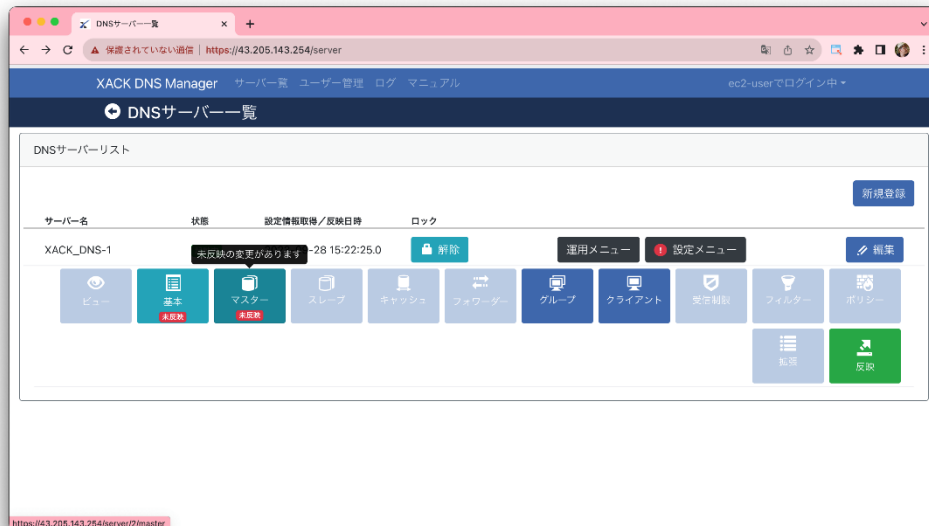 DNSサーバー一覧
保護されていない通信 | https://43.205.143.254/server
XACK DNS Manager サーバー一覧 ユーザー管理 ログ マニュアル ec2-userでログイン中
DNSサーバー一覧
DNSサーバーリスト
新規登録
サーバー名 状態 設定情報取得/反映日時 ロック
XACK_DNS-1 -28 15:22:25.0 解除 運用メニュー 設定メニュー 編集
未反映の変更があります
ビュー 基本 マスター スレーブ キャッシュ フォワーダー グループ クライアント 受信制限 フィルター ポリシー
未反映 未反映
拡張 反映
https://43.205.143.254/server/2/master